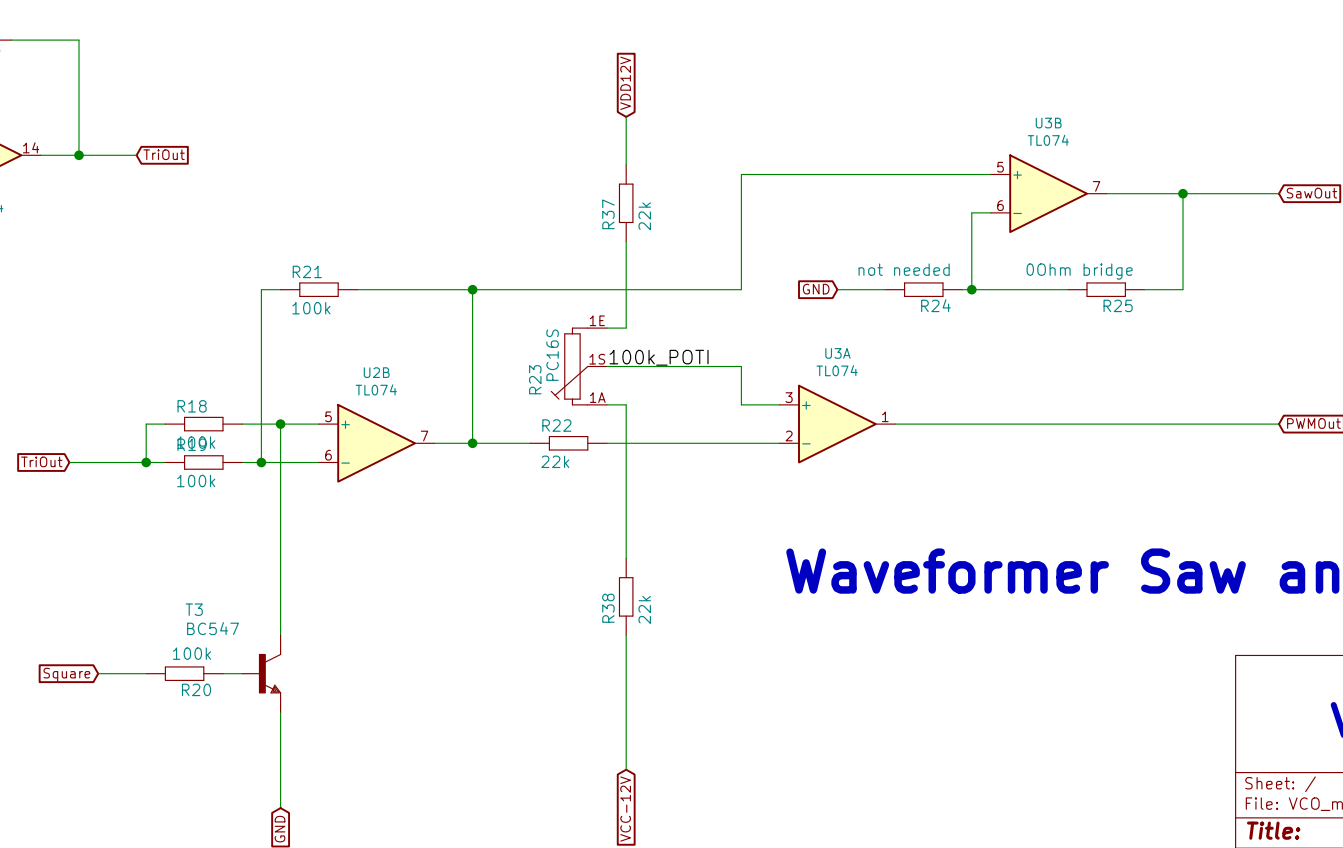 VDD12V
U3B
TL074
14
TriOut
5
+
7
6
−
SawOut
R37
22k
R21
100k
not needed
0Ohm bridge
GND
R24
R25
1E
PC16S
R23
1S
100k_POTI
1A
U3A
TL074
U2B
TL074
3
+
1
2
−
PWMOut
R18
100k
R19
100k
TriOut
5
+
7
6
−
R22
22k
Waveformer Saw an
R38
22k
T3
BC547
100k
Square
R20
VCC-12V
GND
Sheet: /
File: VCO_m
Title: